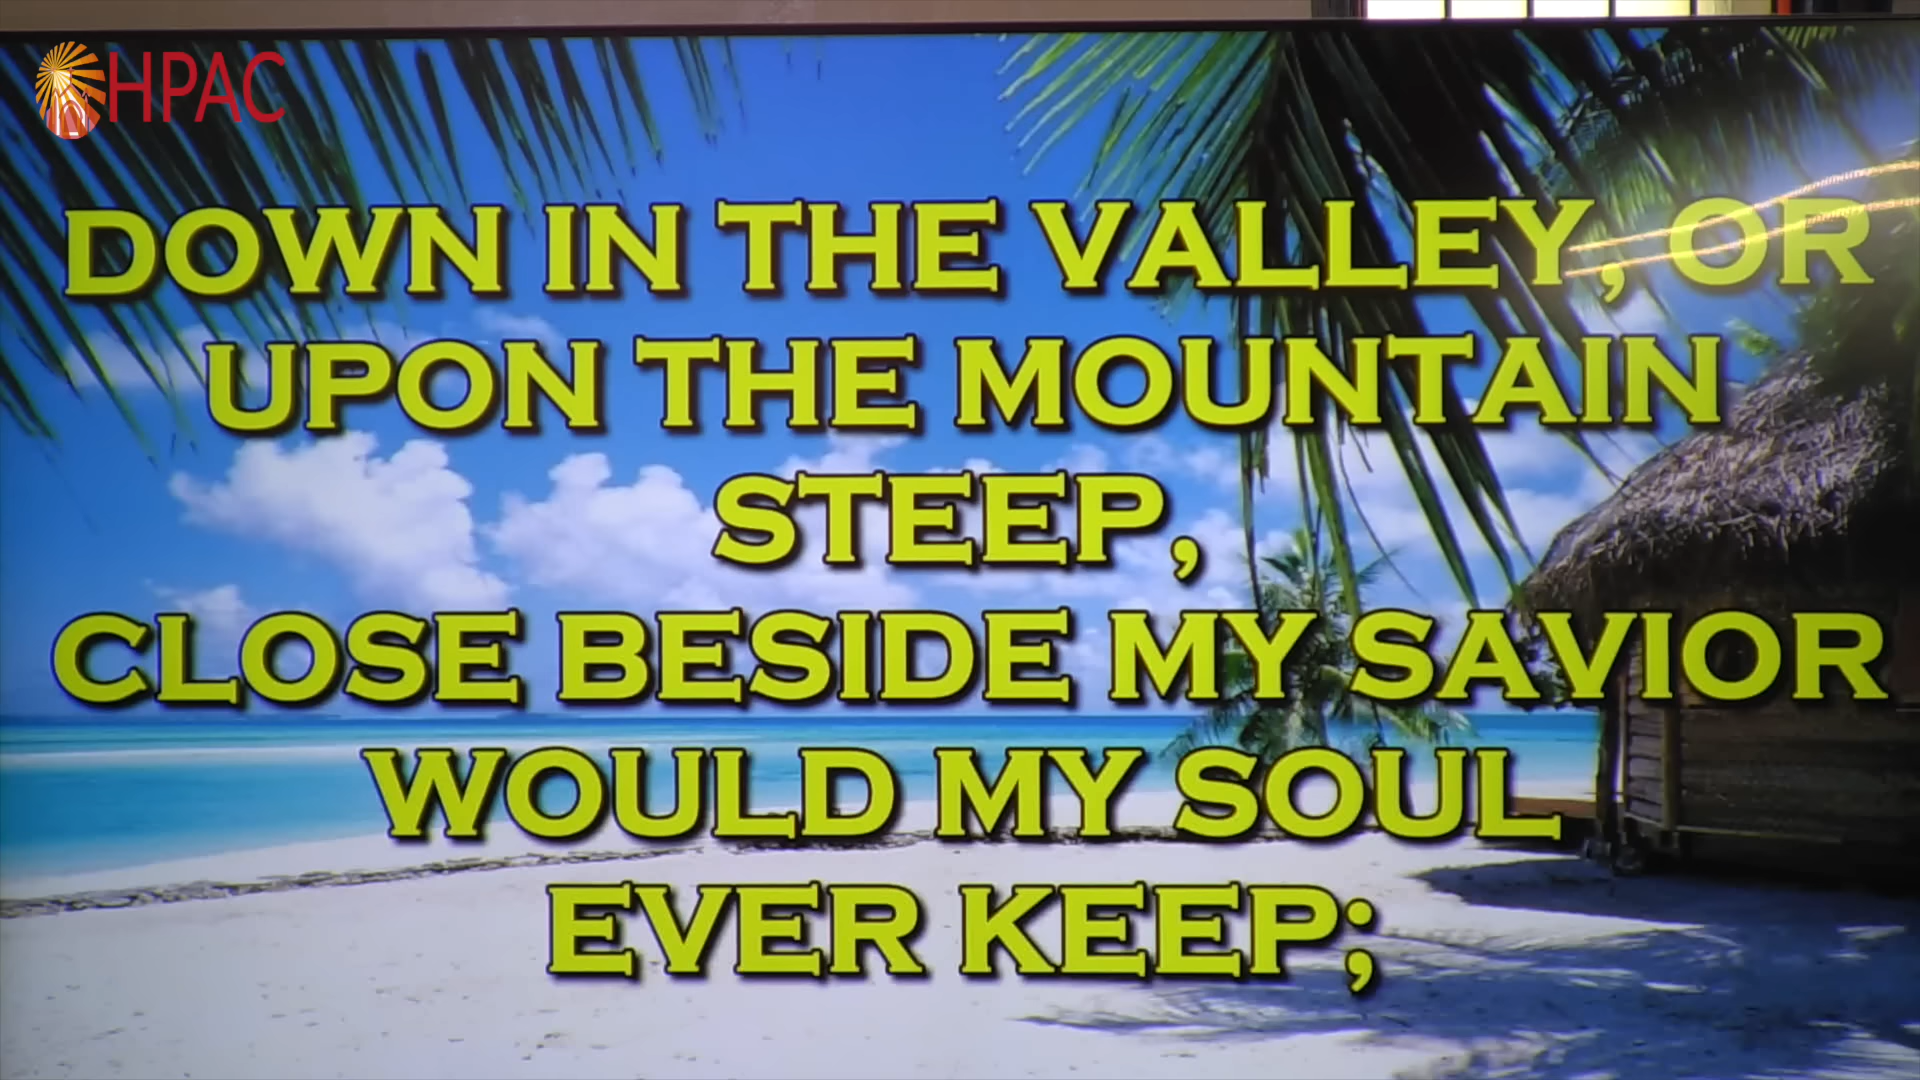 HPAC
DOWN IN THE VALLEY, OR
UPON THE MOUNTAIN
STEEP,
CLOSE BESIDE MY SAVIOR
WOULD MY SOUL
EVER KEEP;